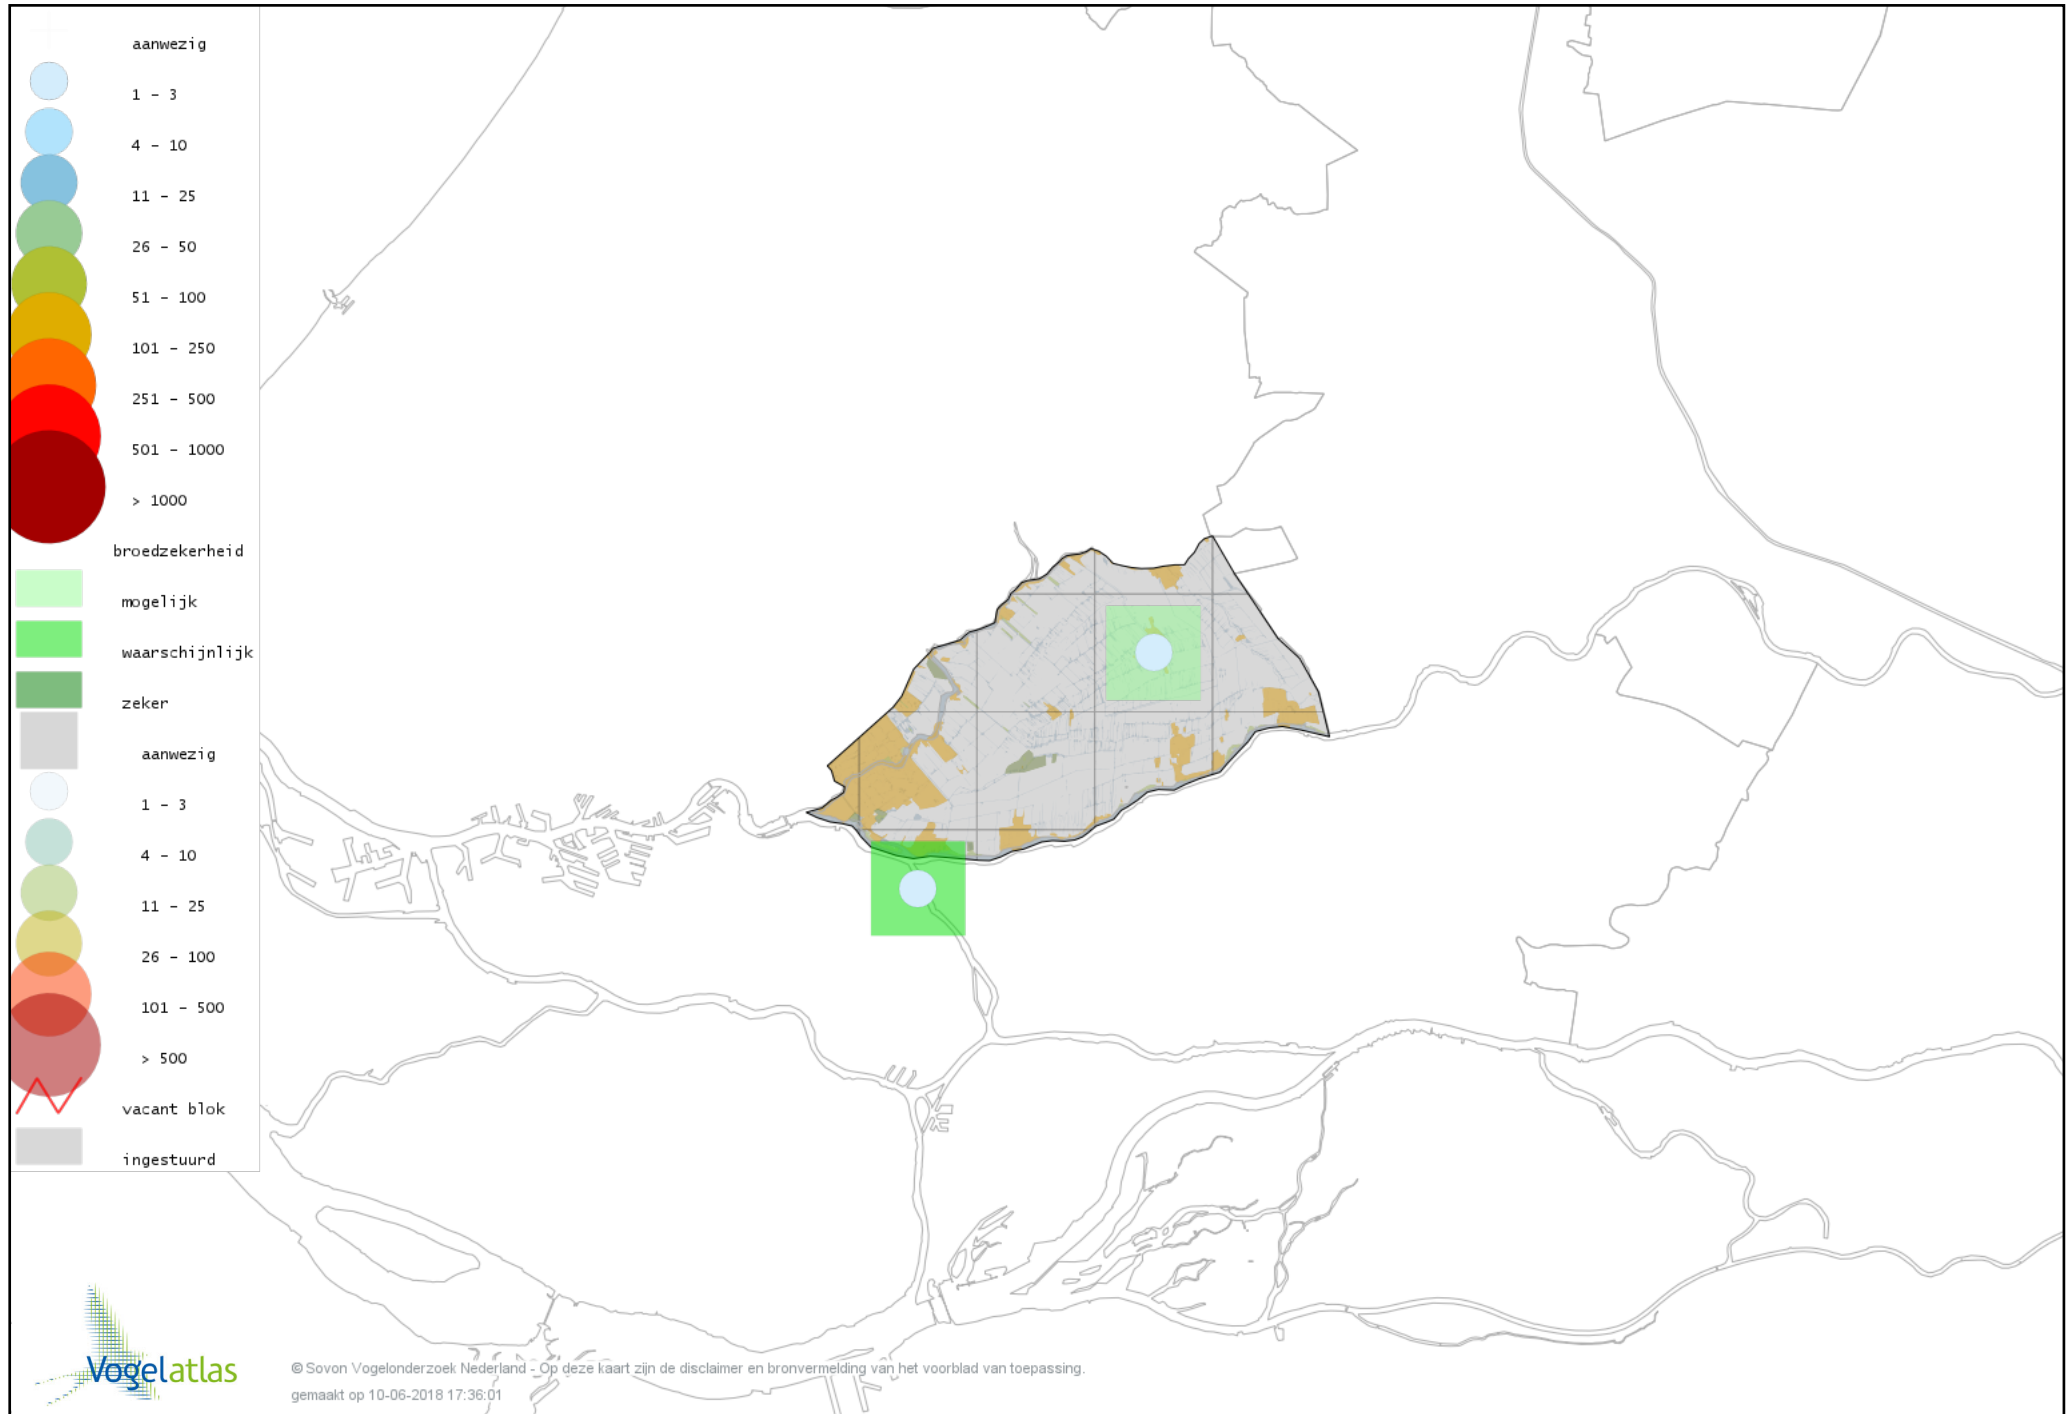 aanwezig
1 - 3
4 - 10
11 - 25
26 - 50
51 - 100
101 - 250
251 - 500
501 - 1000
> 1000
broedzekerheid
mogelijk
waarschijnlijk
zeker
aanwezig
1 - 3
4 - 10
11 - 25
26 - 100
101 - 500
> 500
vacant blok
ingestuurd
Vogelatlas
© Sovon Vogelonderzoek Nederland - Op deze kaart zijn de disclaimer en bronvermelding van het voorblad van toepassing.
gemaakt op 10-06-2018 17:36:01